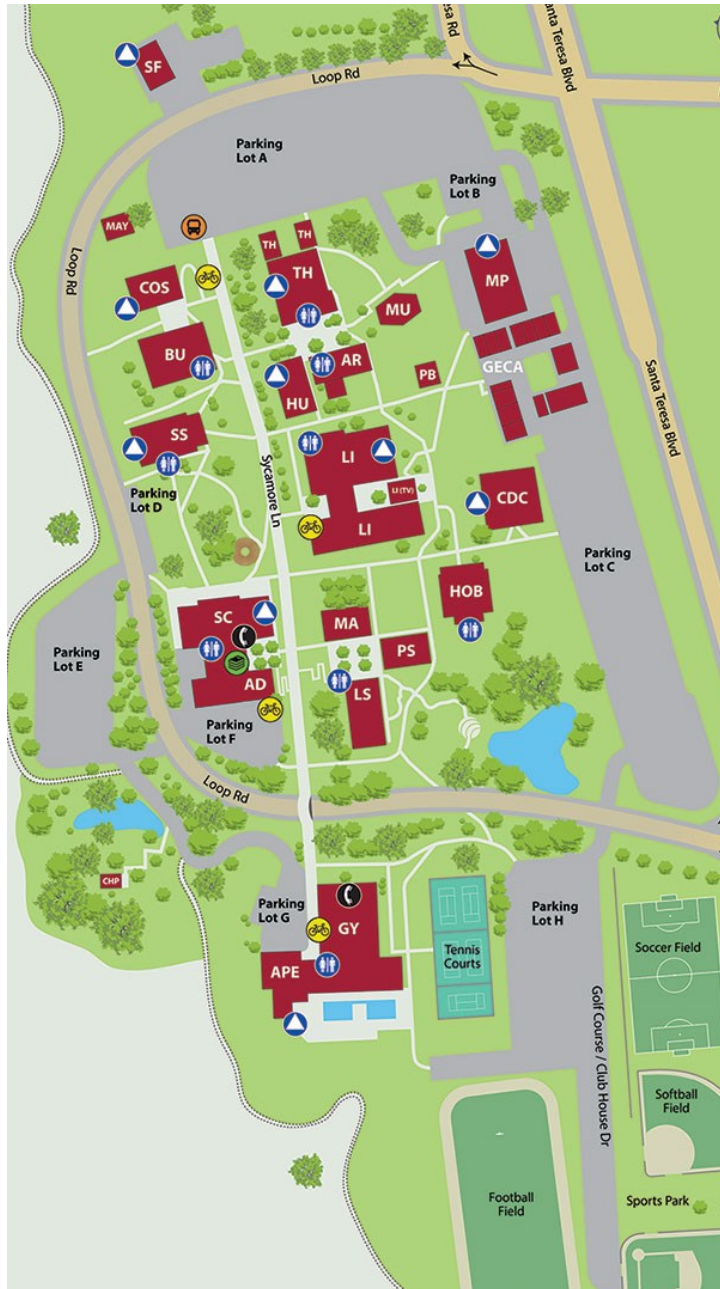 sa Rd
Santa Teresa Blvd
SF
Loop Rd
Parking
Lot A
Parking
Lot B
MAY
TH
TH
TH
MP
COS
Loop Rd
MU
BU
AR
GECA
PB
HU
Santa Teresa Blvd
SS
LI
Sycamore Ln
LI (TV)
CDC
Parking
Lot D
LI
Parking
Lot C
HOB
SC
MA
PS
Parking
Lot E
AD
LS
Parking
Lot F
Loop Rd
CHP
Parking
Lot G
GY
Parking
Lot H
Tennis
Courts
Soccer Field
APE
Golf Course / Club House Dr
Softball
Field
Football
Field
Sports Park